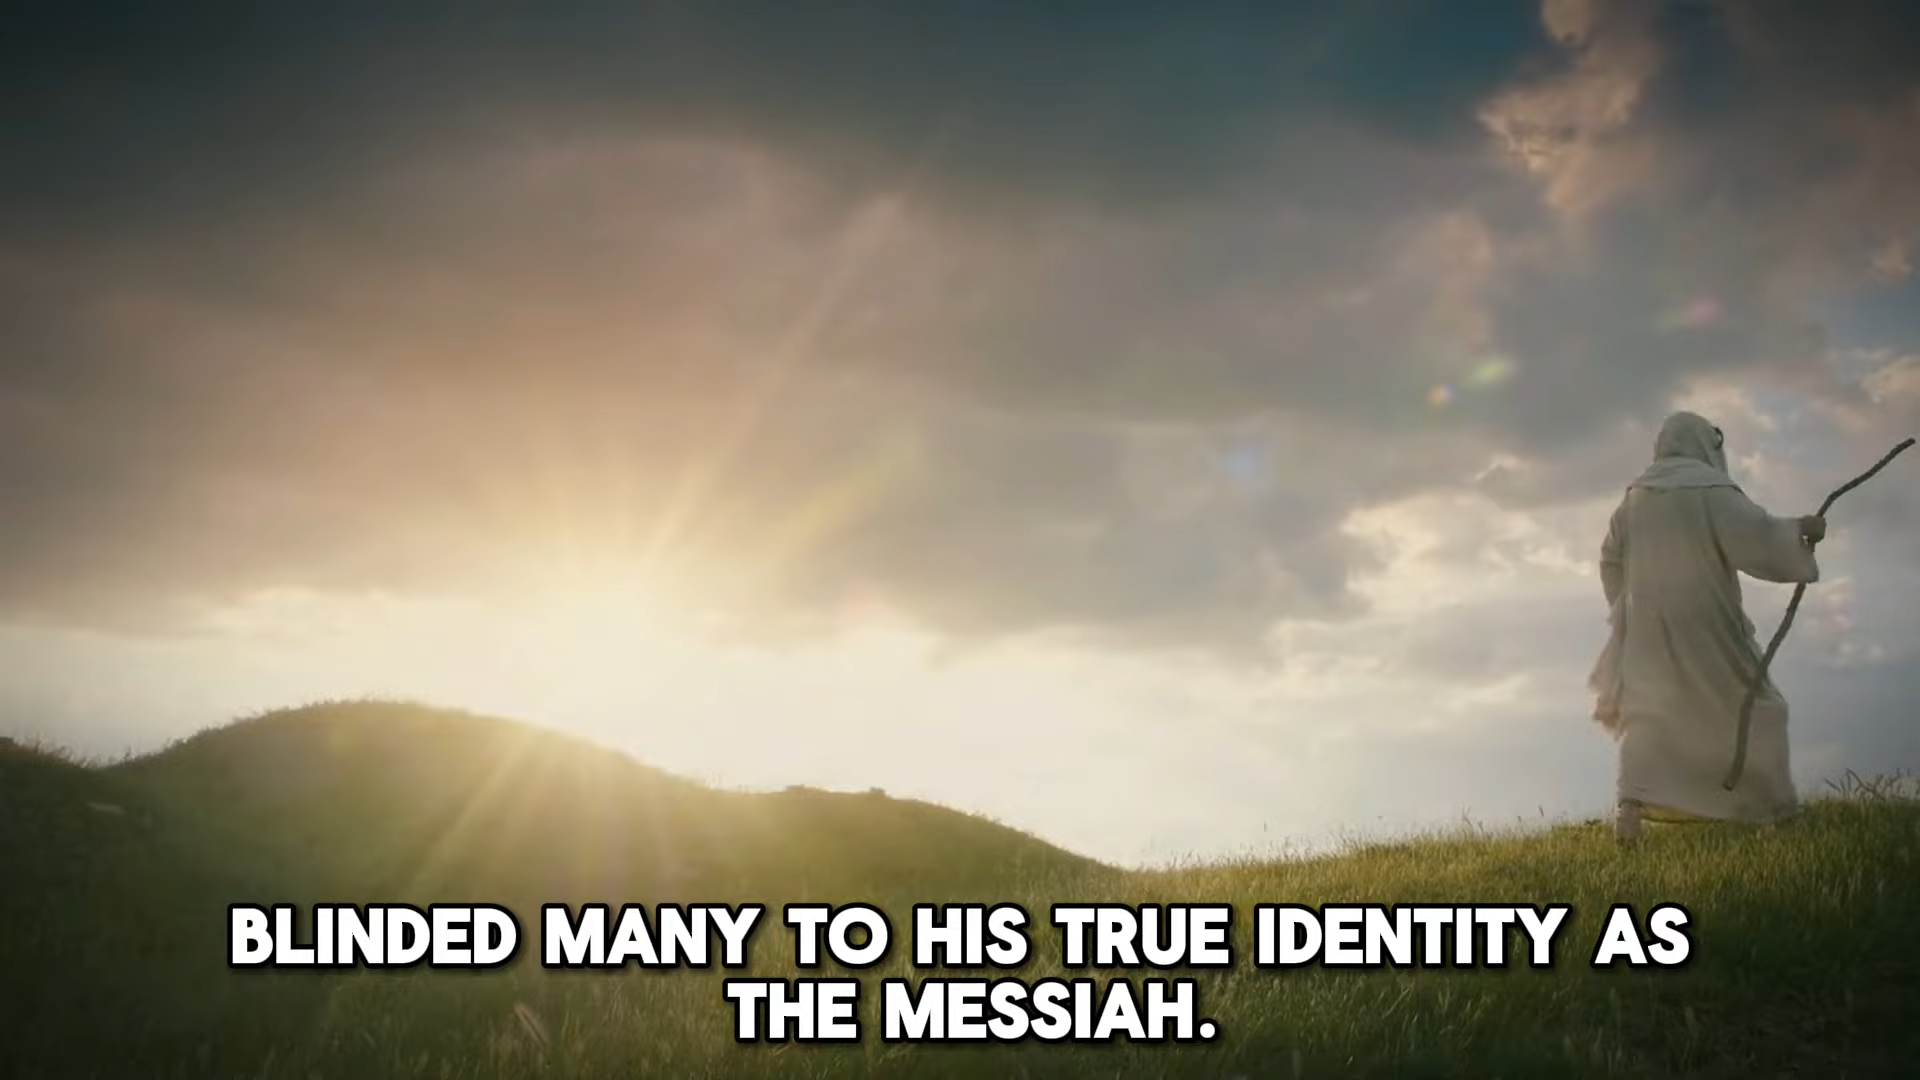 BLINDED MANY TO HIS TRUE IDENTITY AS
THE MESSIAH.